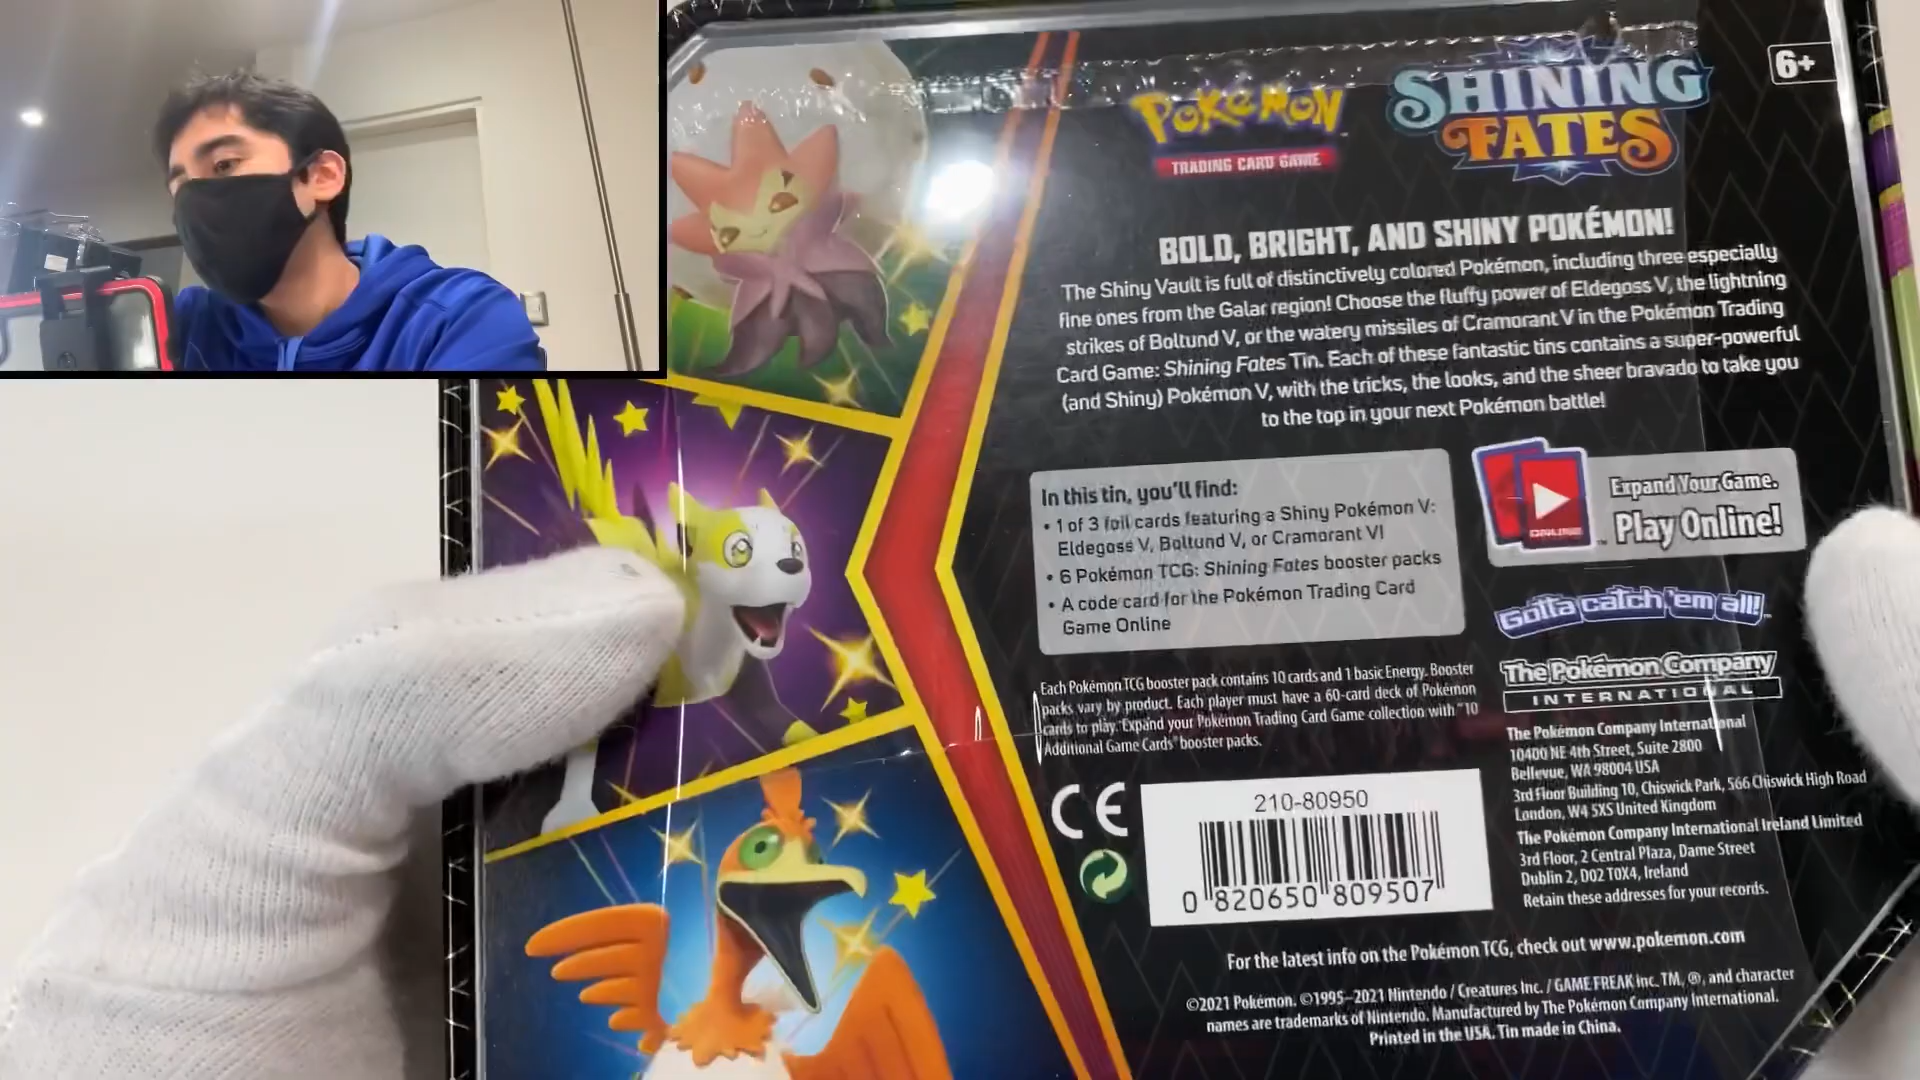 POKÉMON
TRADING CARD GAME
SHINING
FATES
6+
BOLD, BRIGHT, AND SHINY POKÉMON!
The Shiny Vault is full of distinctively colored Pokémon, including three especially
fine ones from the Galar region! Choose the fluffy power of Eldegoss V, the lightning
strikes of Boltund V, or the watery missiles of Cramorant V in the Pokémon Trading
Card Game: Shining Fates Tin. Each of these fantastic tins contains a super-powerful
(and Shiny) Pokémon V, with the tricks, the looks, and the sheer bravado to take you
to the top in your next Pokémon battle!
In this tin, you'll find:
• 1 of 3 foil cards featuring a Shiny Pokémon V:
Eldegoss V, Boltund V, or Cramorant V!
• 6 Pokémon TCG: Shining Fates booster packs
• A code card for the Pokémon Trading Card
Game Online
ONLINE
Expand Your Game.
Play Online!
Gotta catch 'em all!™
The Pokémon Company
INTERNATIONAL
Each Pokémon TCG booster pack contains 10 cards and 1 basic Energy. Booster
packs vary by product. Each player must have a 60-card deck of Pokémon
cards to play. Expand your Pokémon Trading Card Game collection with "10
Additional Game Cards" booster packs.
The Pokémon Company International
10400 NE 4th Street, Suite 2800
Bellevue, WA 98004 USA
3rd Floor Building 10, Chiswick Park, 566 Chiswick High Road
London, W4 5XS United Kingdom
The Pokémon Company International Ireland Limited
3rd Floor, 2 Central Plaza, Dame Street
Dublin 2, D02 T0X4, Ireland
Retain these addresses for your records.
CE
210-80950
0 820650 809507
For the latest info on the Pokémon TCG, check out www.pokemon.com
©2021 Pokémon. ©1995–2021 Nintendo / Creatures Inc. / GAME FREAK inc. TM, ®, and character
names are trademarks of Nintendo. Manufactured by The Pokémon Company International.
Printed in the USA. Tin made in China.